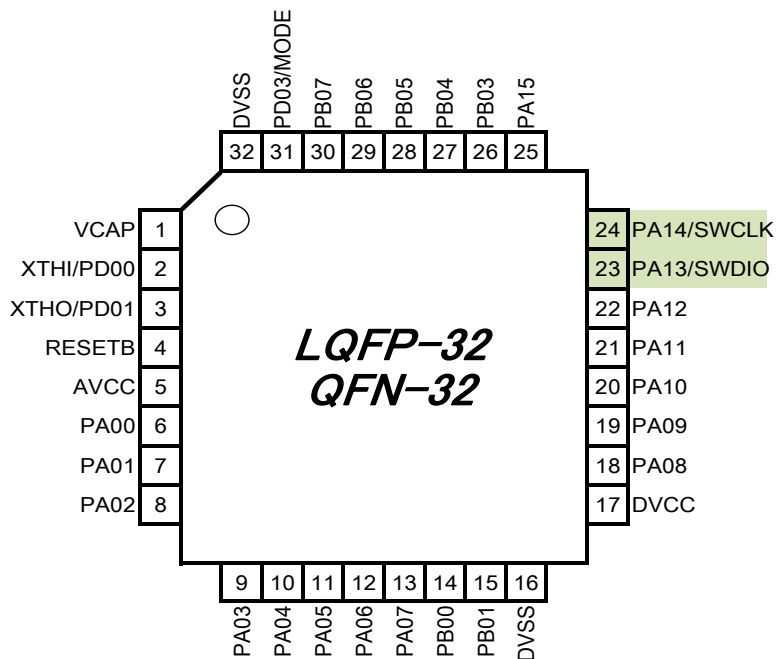 DVSS
PD03/MODE
PB07
PB06
PB05
PB04
PB03
PA15
32 31 30 29 28 27 26 25
VCAP 1
XTHI/PD00 2
XTHO/PD01 3
RESETB 4
AVCC 5
PA00 6
PA01 7
PA02 8
LQFP-32
QFN-32
24 PA14/SWCLK
23 PA13/SWDIO
22 PA12
21 PA11
20 PA10
19 PA09
18 PA08
17 DVCC
9 10 11 12 13 14 15 16
PA03
PA04
PA05
PA06
PA07
PB00
PB01
DVSS